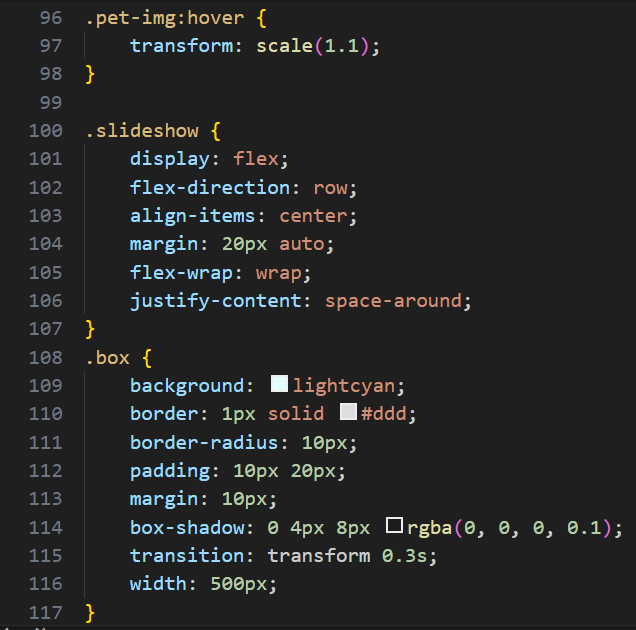 96 .pet-img:hover {
97     transform: scale(1.1);
98 }
99
100 .slideshow {
101     display: flex;
102     flex-direction: row;
103     align-items: center;
104     margin: 20px auto;
105     flex-wrap: wrap;
106     justify-content: space-around;
107 }
108 .box {
109     background: lightcyan;
110     border: 1px solid #ddd;
111     border-radius: 10px;
112     padding: 10px 20px;
113     margin: 10px;
114     box-shadow: 0 4px 8px rgba(0, 0, 0, 0.1);
115     transition: transform 0.3s;
116     width: 500px;
117 }